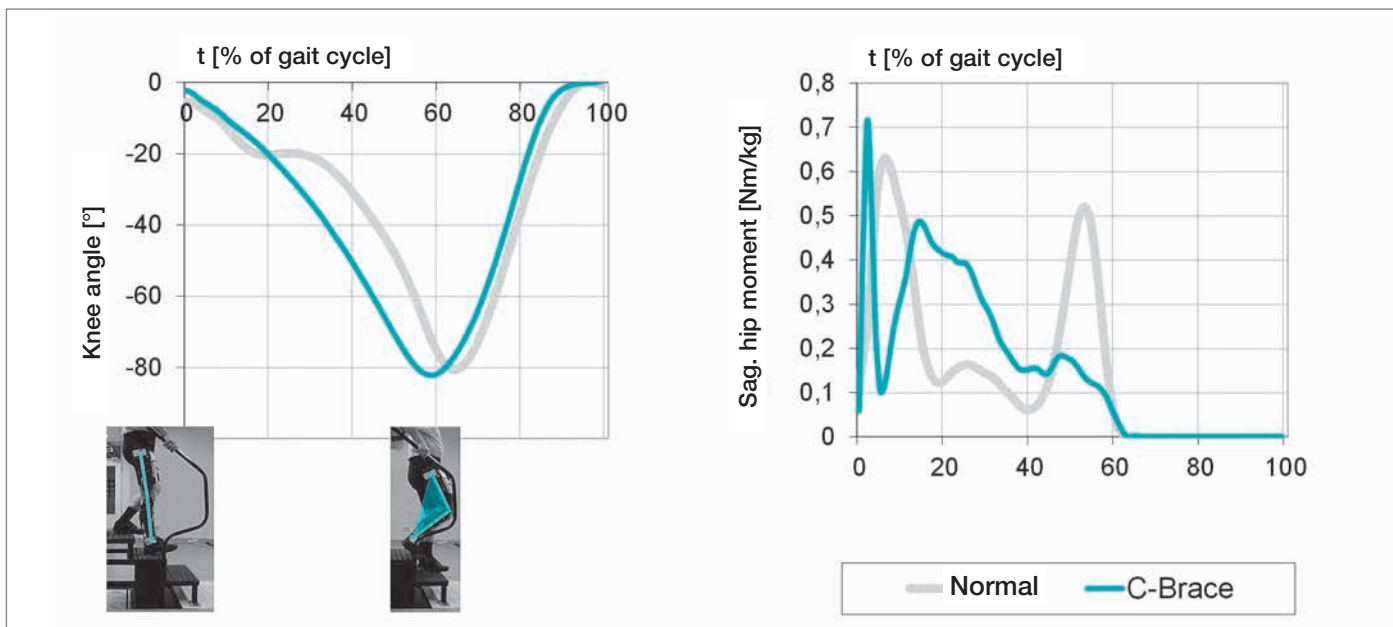 t [% of gait cycle]
0
0 20 40 60 80 100
-20
-40
-60
-80
Knee angle [°]
t [% of gait cycle]
0,8
0,7
0,6
0,5
0,4
0,3
0,2
0,1
0
0 20 40 60 80 100
Sag. hip moment [Nm/kg]
Normal C-Brace